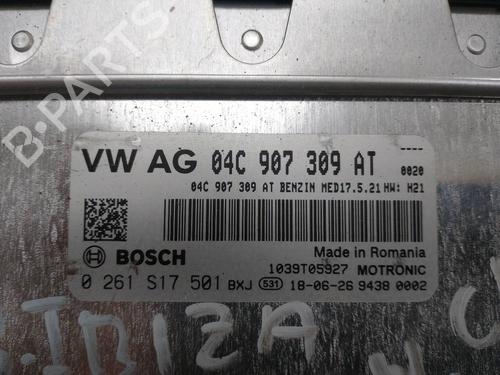 B-PARTS
VW AG 04C 907 309 AT 0020
04C 907 309 AT BENZIN MED17.5.21 HW: H21
BOSCH Made in Romania
1039T05927 MOTRONIC
0 261 S17 501 BXJ 531 18-06-26 9438 0002
IBIZA